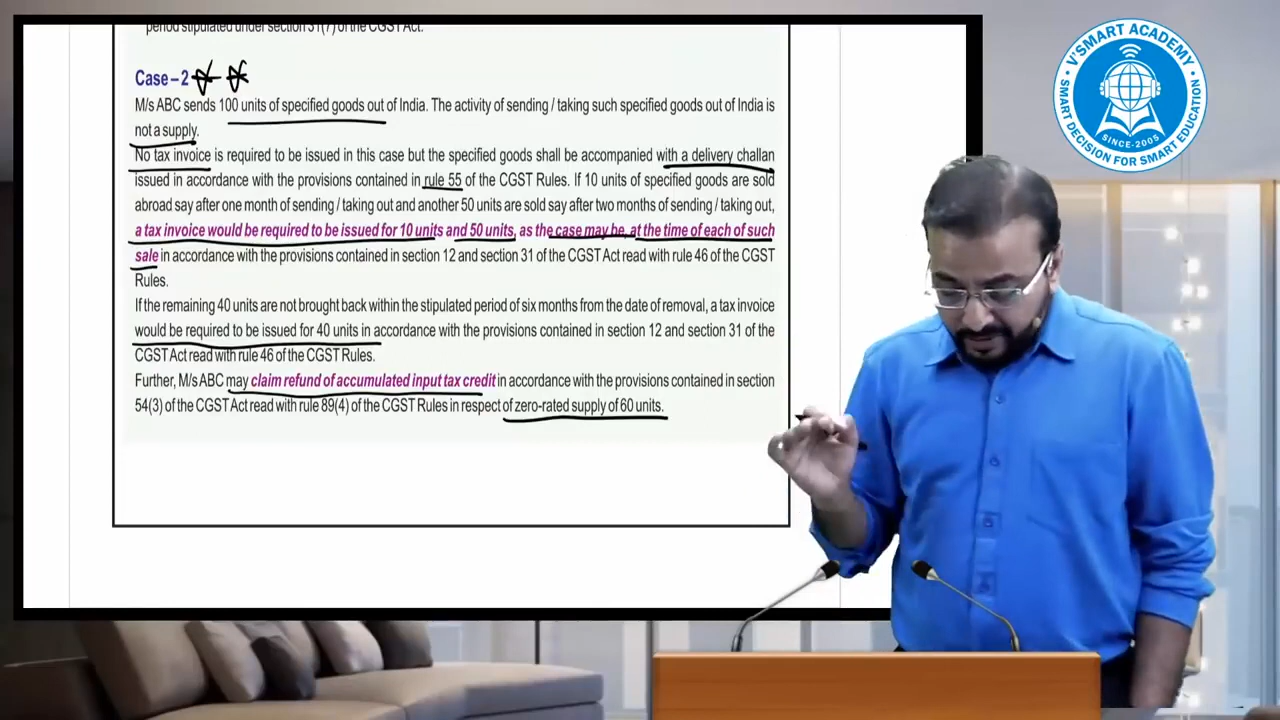 period stipulated under section 31(7) of the CGST Act.
Case – 2
M/s ABC sends 100 units of specified goods out of India. The activity of sending / taking such specified goods out of India is
not a supply.
No tax invoice is required to be issued in this case but the specified goods shall be accompanied with a delivery challan
issued in accordance with the provisions contained in rule 55 of the CGST Rules. If 10 units of specified goods are sold
abroad say after one month of sending / taking out and another 50 units are sold say after two months of sending / taking out,
a tax invoice would be required to be issued for 10 units and 50 units, as the case may be, at the time of each of such
sale in accordance with the provisions contained in section 12 and section 31 of the CGST Act read with rule 46 of the CGST
Rules.
If the remaining 40 units are not brought back within the stipulated period of six months from the date of removal, a tax invoice
would be required to be issued for 40 units in accordance with the provisions contained in section 12 and section 31 of the
CGST Act read with rule 46 of the CGST Rules.
Further, M/s ABC may claim refund of accumulated input tax credit in accordance with the provisions contained in section
54(3) of the CGST Act read with rule 89(4) of the CGST Rules in respect of zero-rated supply of 60 units.
V'SMART ACADEMY
SINCE-2005
SMART DECISION FOR SMART EDUCATION